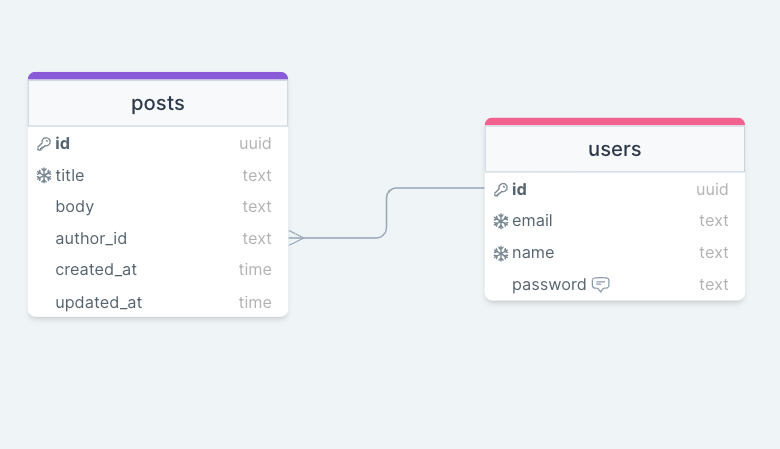 posts
id uuid
title text
body text
author_id text
created_at time
updated_at time
users
id uuid
email text
name text
password text